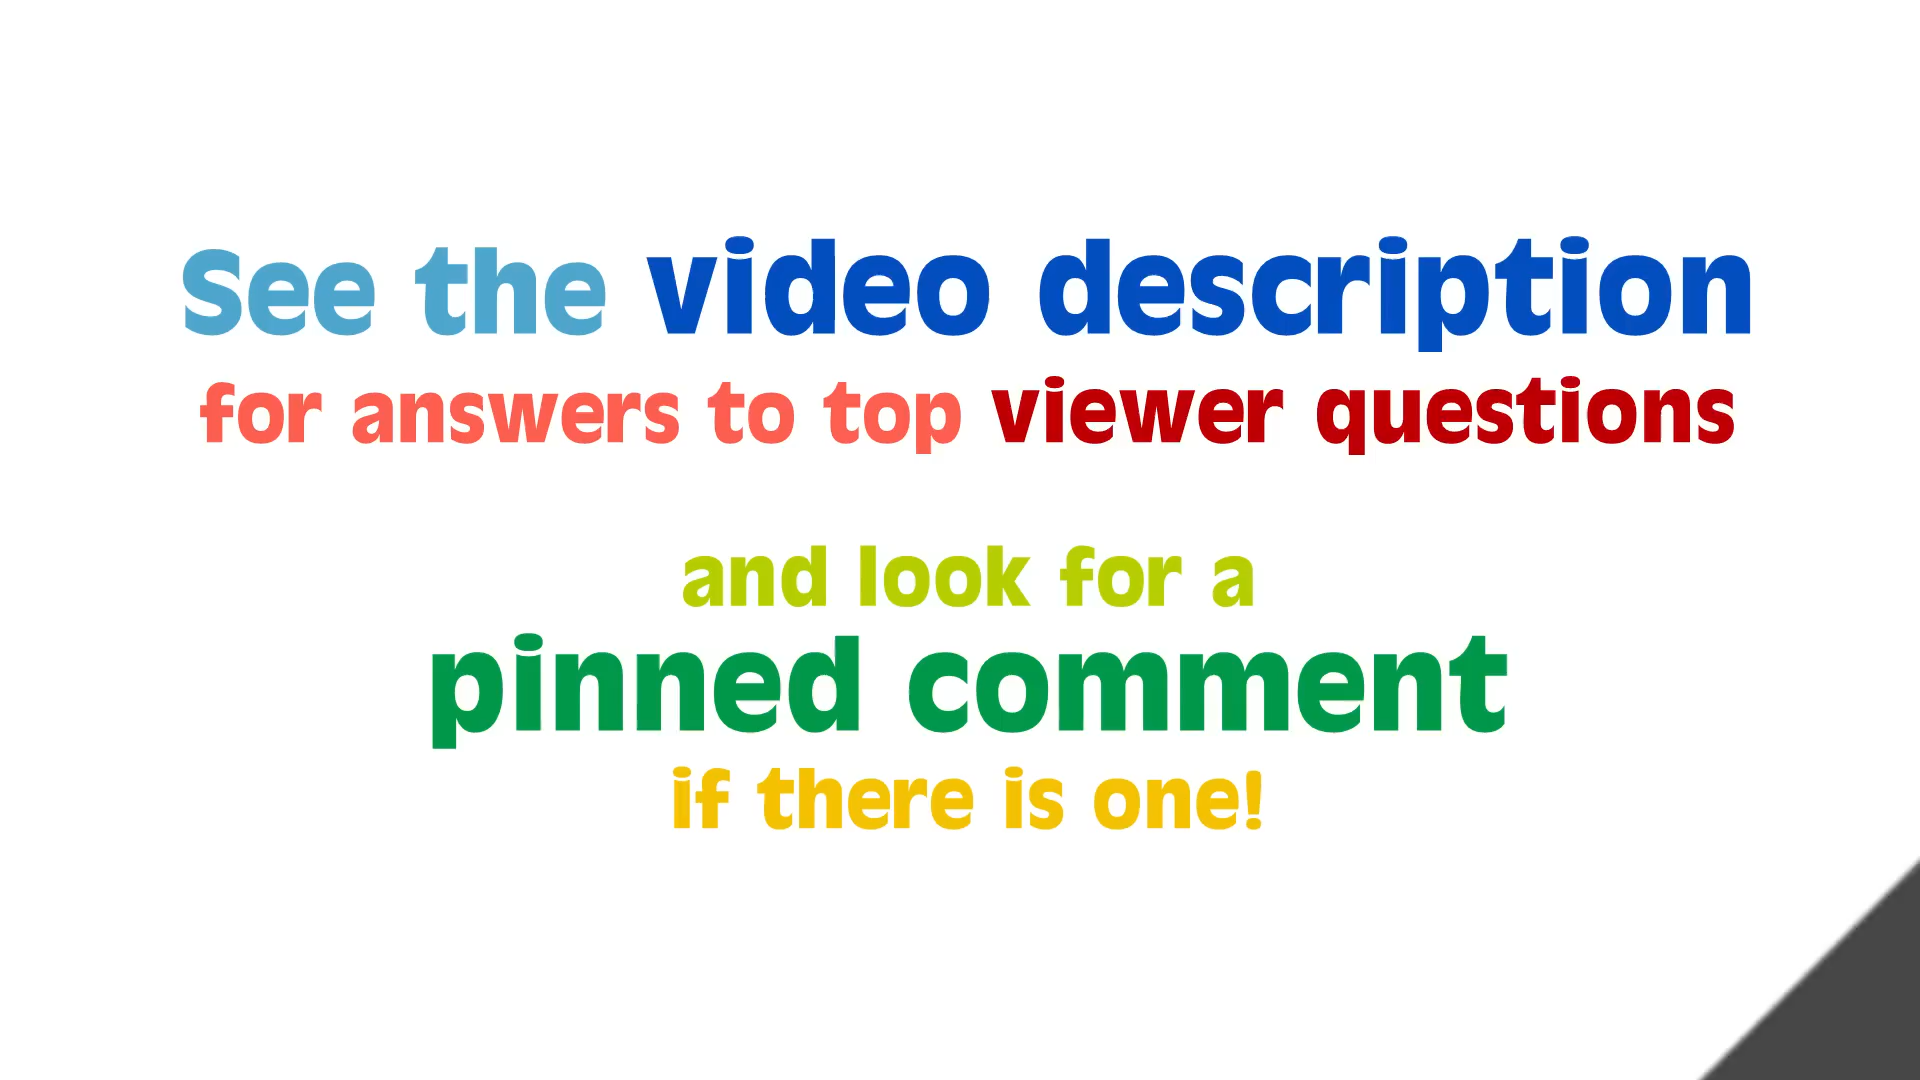 See the video description
for answers to top viewer questions
and look for a
pinned comment
if there is one!